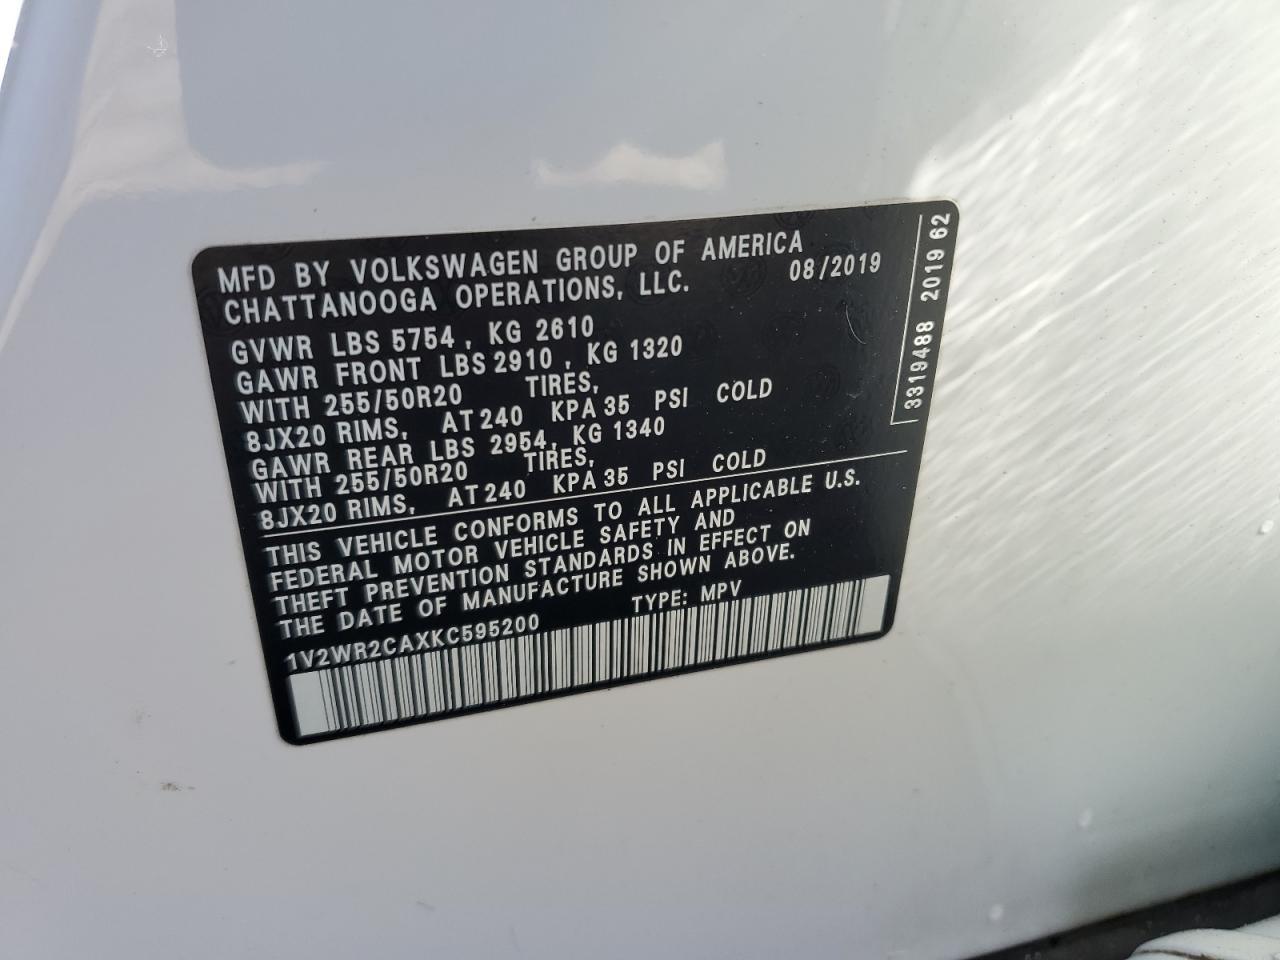 MFD BY VOLKSWAGEN GROUP OF AMERICA
CHATTANOOGA OPERATIONS, LLC. 08/2019
GVWR LBS 5754 , KG 2610
GAWR FRONT LBS 2910 , KG 1320
WITH 255/50R20 TIRES,
8JX20 RIMS, AT 240 KPA 35 PSI COLD
GAWR REAR LBS 2954, KG 1340
WITH 255/50R20 TIRES,
8JX20 RIMS, AT 240 KPA 35 PSI COLD
THIS VEHICLE CONFORMS TO ALL APPLICABLE U.S.
FEDERAL MOTOR VEHICLE SAFETY AND
THEFT PREVENTION STANDARDS IN EFFECT ON
THE DATE OF MANUFACTURE SHOWN ABOVE.
1V2WR2CAXKC595200 TYPE: MPV
3319488 2019 62